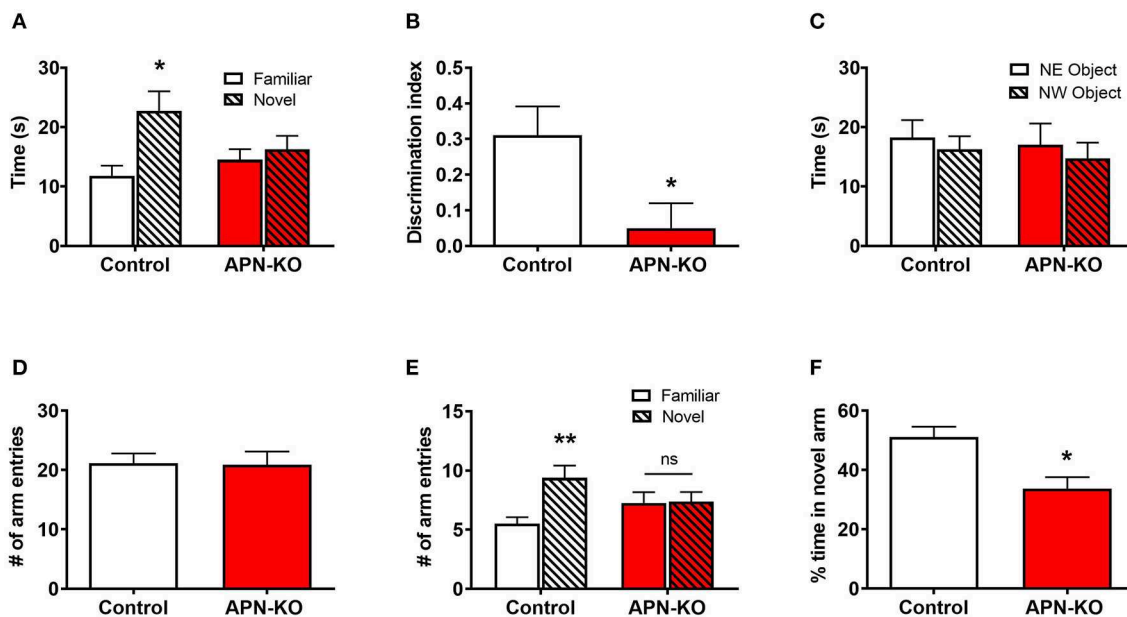 A
Time (s)
30
20
10
0
*
Familiar
Novel
Control
APN-KO
B
Discrimination index
0.5
0.4
0.3
0.2
0.1
0.0
*
Control
APN-KO
C
Time (s)
30
20
10
0
NE Object
NW Object
Control
APN-KO
D
# of arm entries
30
20
10
0
Control
APN-KO
E
# of arm entries
15
10
5
0
Familiar
Novel
**
ns
Control
APN-KO
F
% time in novel arm
60
40
20
0
*
Control
APN-KO